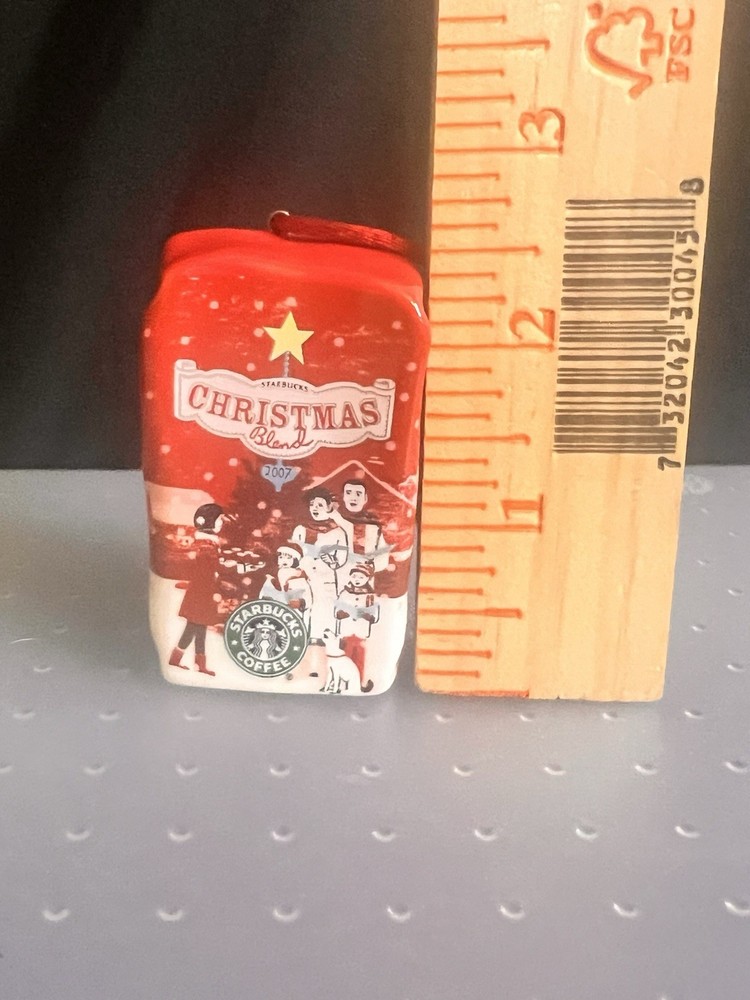 STARBUCKS
CHRISTMAS
Blend
2007
STARBUCKS
COFFEE
®
FSC
3
2
1
7 32042 30045 8